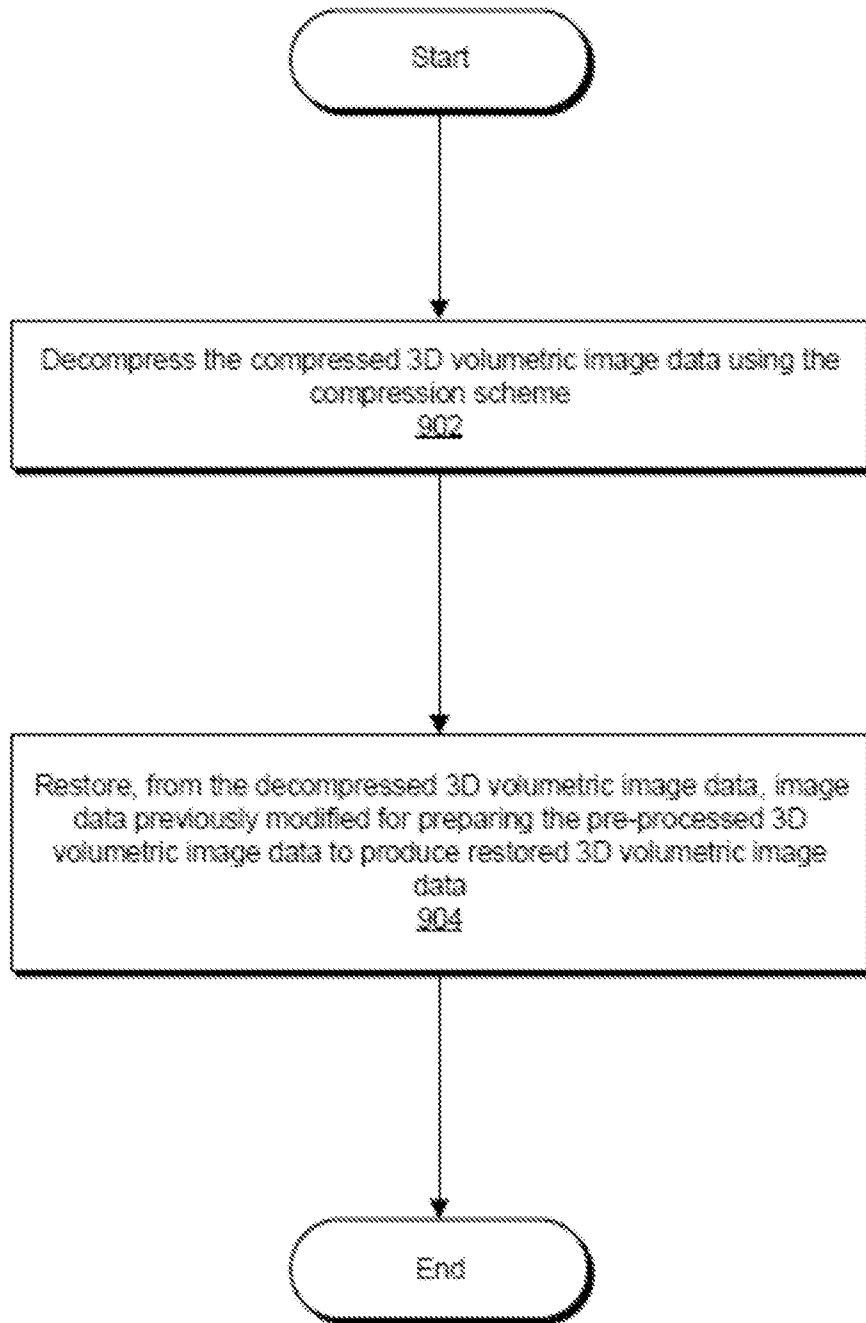 Start
Decompress the compressed 3D volumetric image data using the
compression scheme
902
Restore, from the decompressed 3D volumetric image data, image
data previously modified for preparing the pre-processed 3D
volumetric image data to produce restored 3D volumetric image
data
904
End